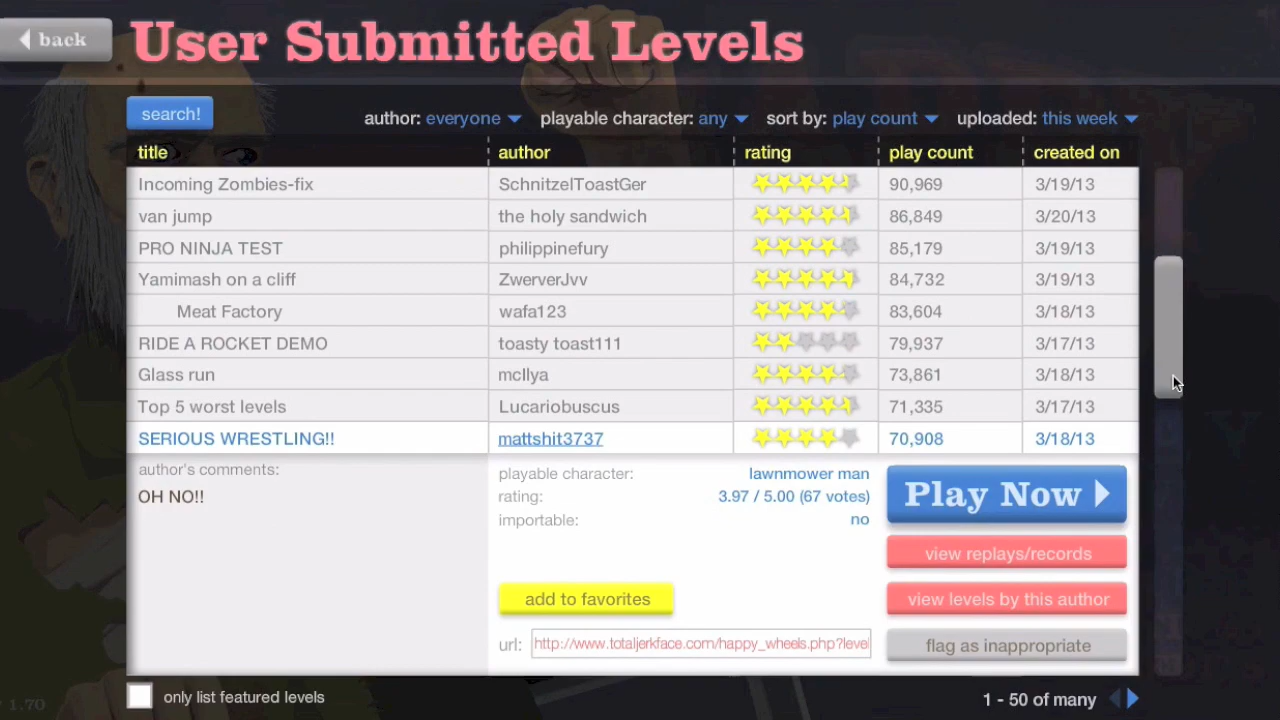 back
User Submitted Levels
search!
author: everyone playable character: any sort by: play count uploaded: this week
title author rating play count created on
Incoming Zombies-fix SchnitzelToastGer 90,969 3/19/13
van jump the holy sandwich 86,849 3/20/13
PRO NINJA TEST philippinefury 85,179 3/19/13
Yamimash on a cliff ZwerverJvv 84,732 3/19/13
Meat Factory wafa123 83,604 3/18/13
RIDE A ROCKET DEMO toasty toast111 79,937 3/17/13
Glass run mcllya 73,861 3/18/13
Top 5 worst levels Lucariobuscus 71,335 3/17/13
SERIOUS WRESTLING!! mattshit3737 70,908 3/18/13
author's comments:
OH NO!!
playable character: lawnmower man
rating: 3.97 / 5.00 (67 votes)
importable: no
Play Now
view replays/records
add to favorites
view levels by this author
url: http://www.totaljerkface.com/happy_wheels.php?level
flag as inappropriate
only list featured levels
1 - 50 of many
1.70